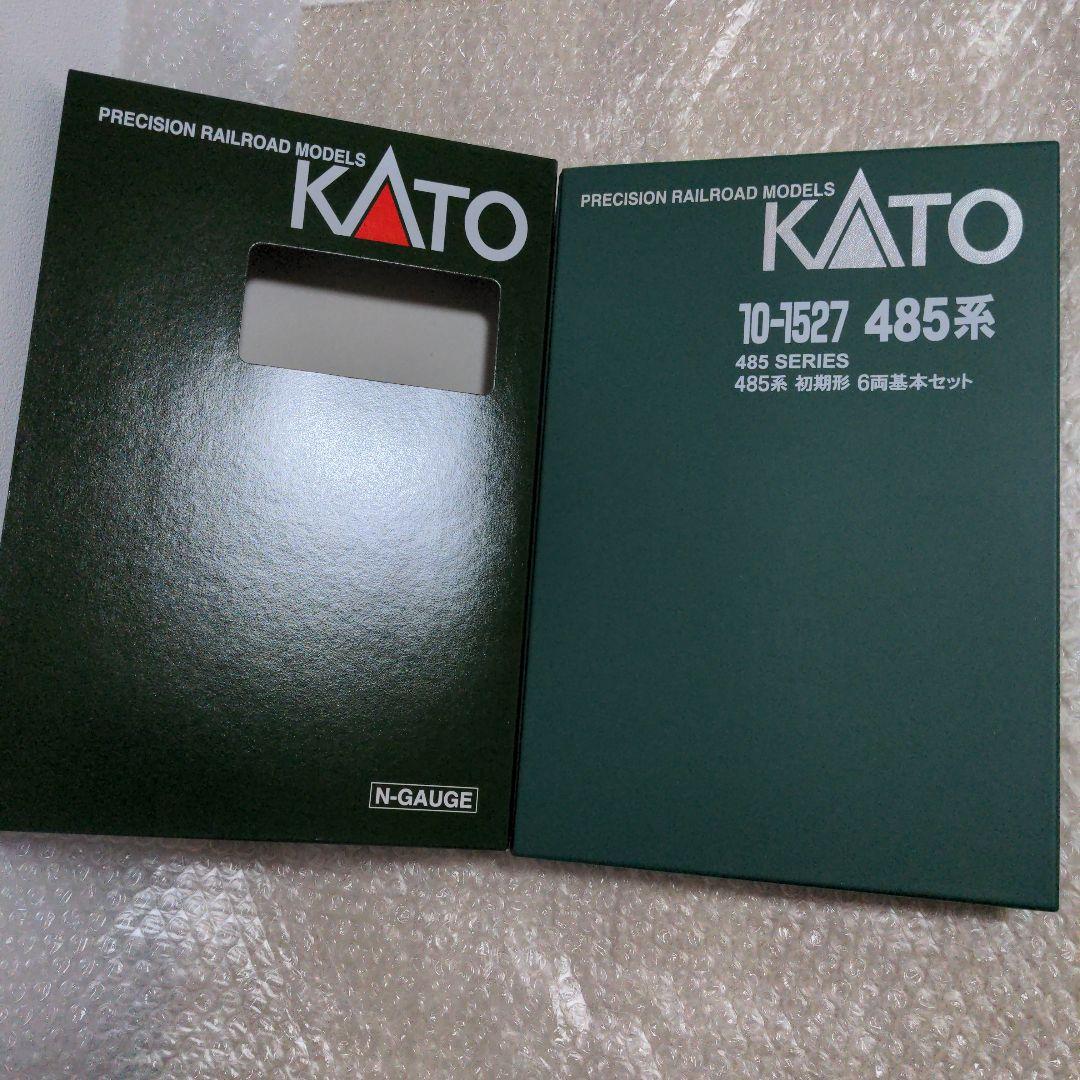 PRECISION RAILROAD MODELS
KATO
N-GAUGE
PRECISION RAILROAD MODELS
KATO
10-1527 485系
485 SERIES
485系 初期形 6両基本セット